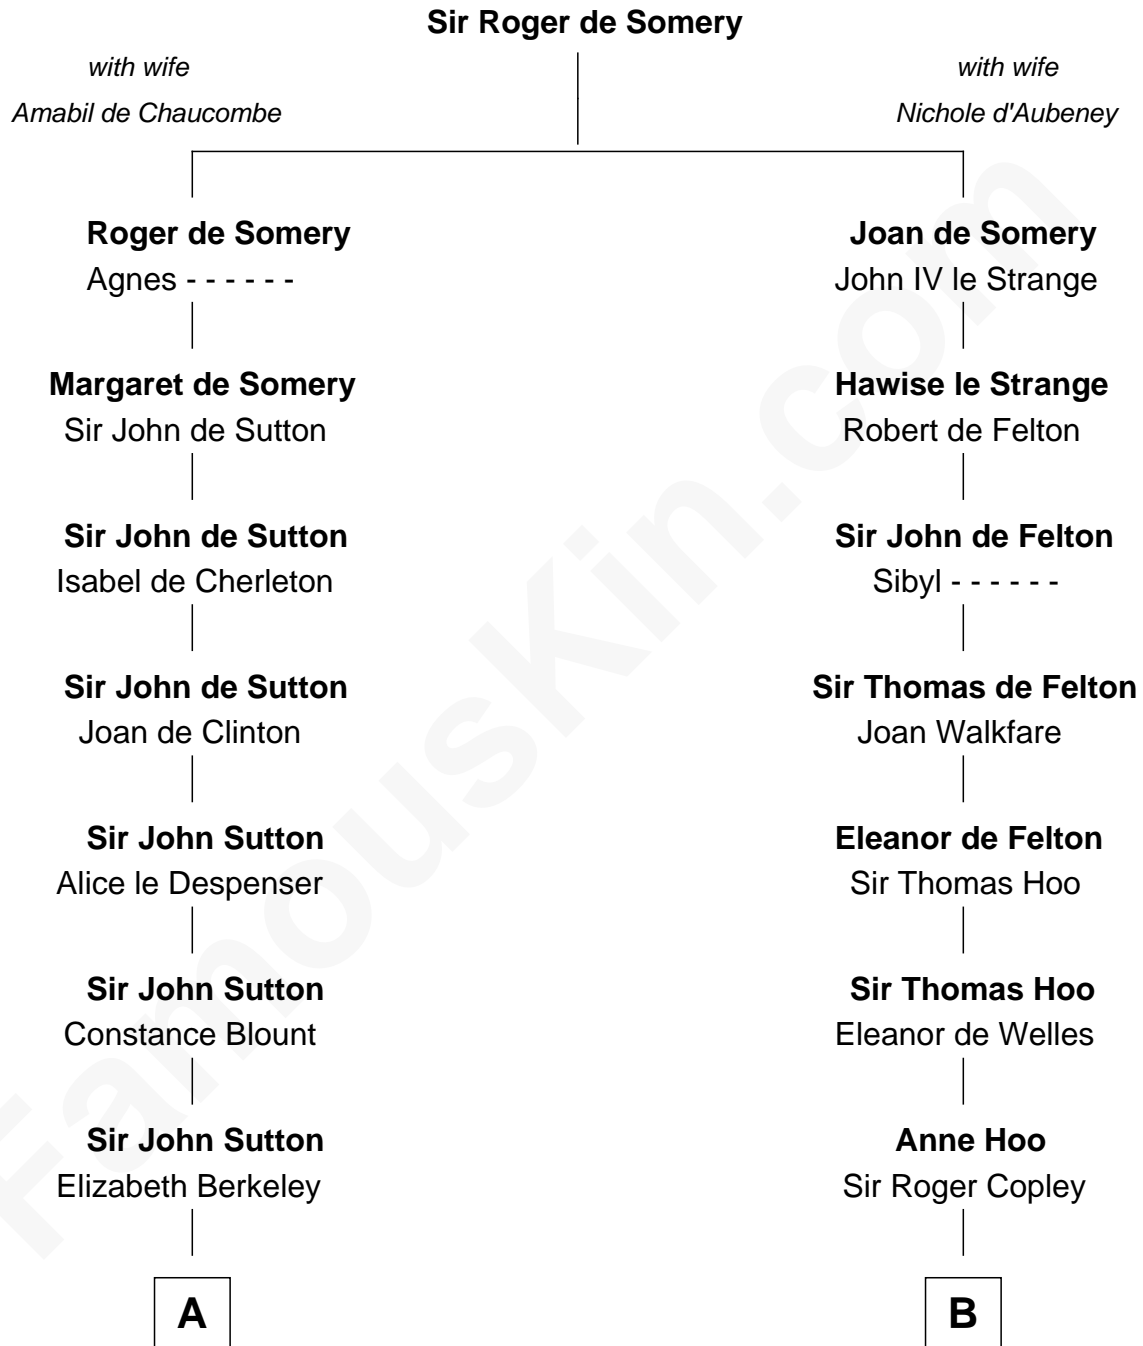 Sir Roger de Somery
with wife
Amabil de Chaucombe
with wife
Nichole d'Aubeney
Roger de Somery
Agnes - - - - - -
Margaret de Somery
Sir John de Sutton
Sir John de Sutton
Isabel de Cherleton
Sir John de Sutton
Joan de Clinton
Sir John Sutton
Alice le Despenser
Sir John Sutton
Constance Blount
Sir John Sutton
Elizabeth Berkeley
A
Joan de Somery
John IV le Strange
Hawise le Strange
Robert de Felton
Sir John de Felton
Sibyl - - - - - -
Sir Thomas de Felton
Joan Walkfare
Eleanor de Felton
Sir Thomas Hoo
Sir Thomas Hoo
Eleanor de Welles
Anne Hoo
Sir Roger Copley
B
FamousKin.com